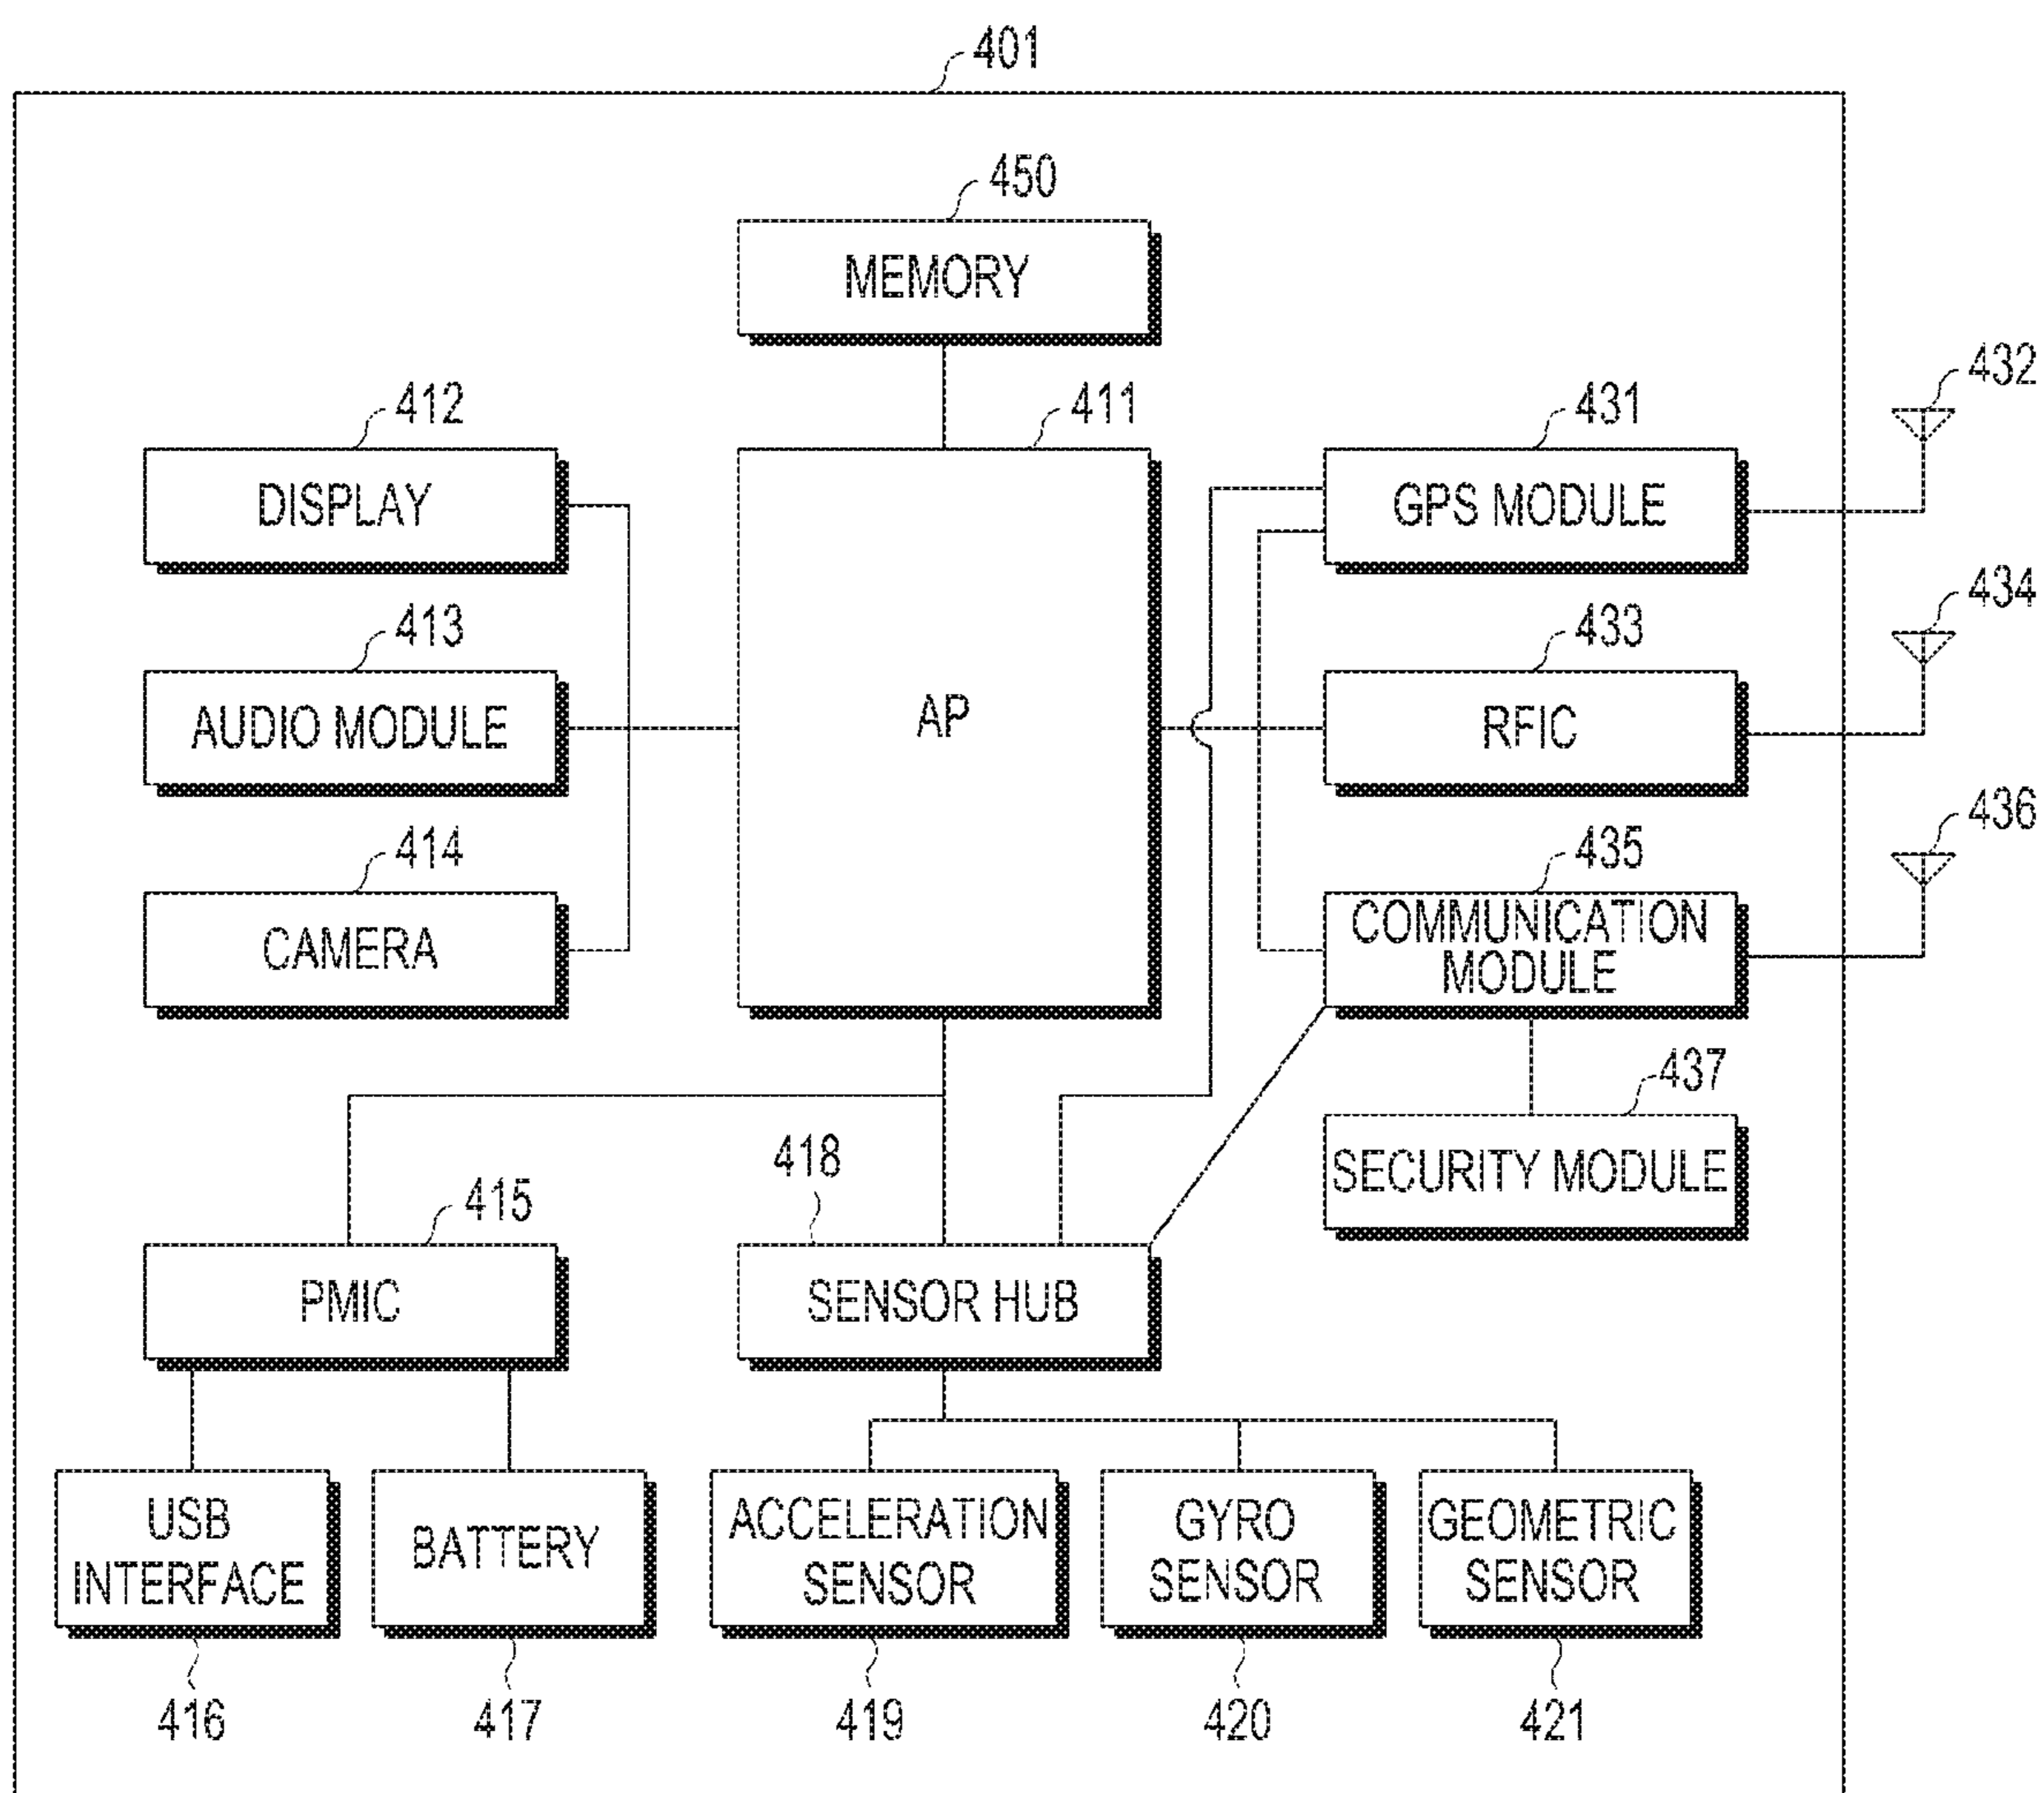 401
450
MEMORY
432
412
411
431
DISPLAY
GPS MODULE
434
413
433
AUDIO MODULE
AP
RFIC
436
414
435
CAMERA
COMMUNICATION
MODULE
437
418
SECURITY MODULE
415
PMIC
SENSOR HUB
USB
INTERFACE
BATTERY
ACCELERATION
SENSOR
GYRO
SENSOR
GEOMETRIC
SENSOR
416
417
419
420
421